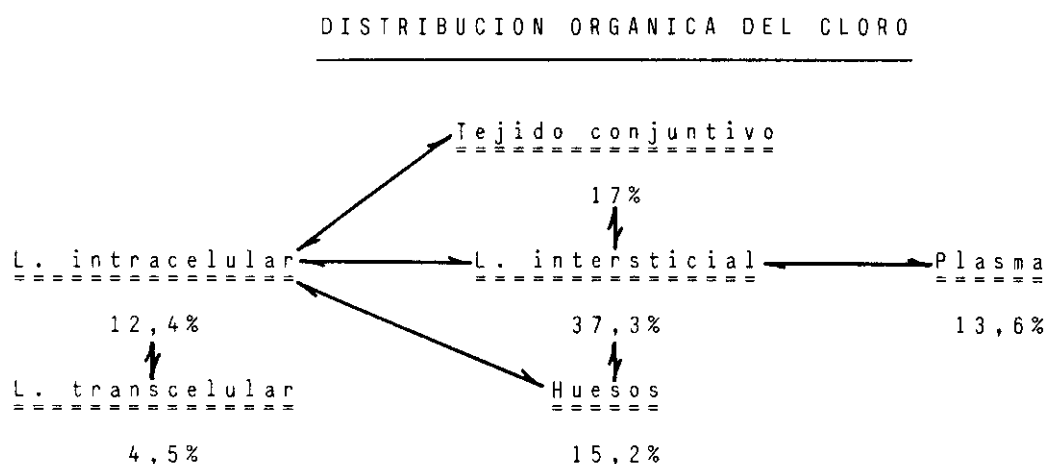 DISTRIBUCION ORGANICA DEL CLORO
Tejido conjuntivo
17%
L. intracelular L. intersticial Plasma
12,4% 37,3% 13,6%
L. transcelular Huesos
4,5% 15,2%